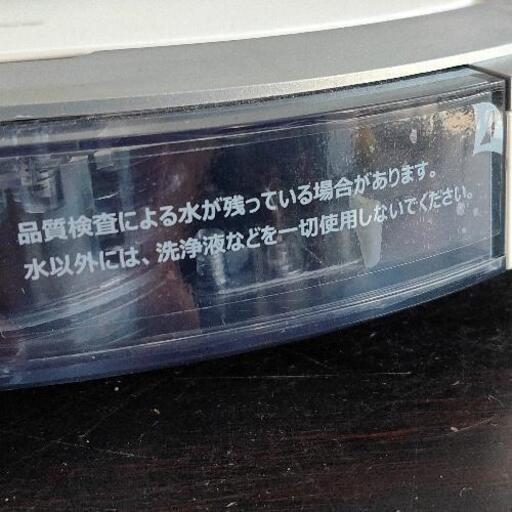 品質検査による水が残っている場合があります。
水以外には、洗浄液などを一切使用しないでください。